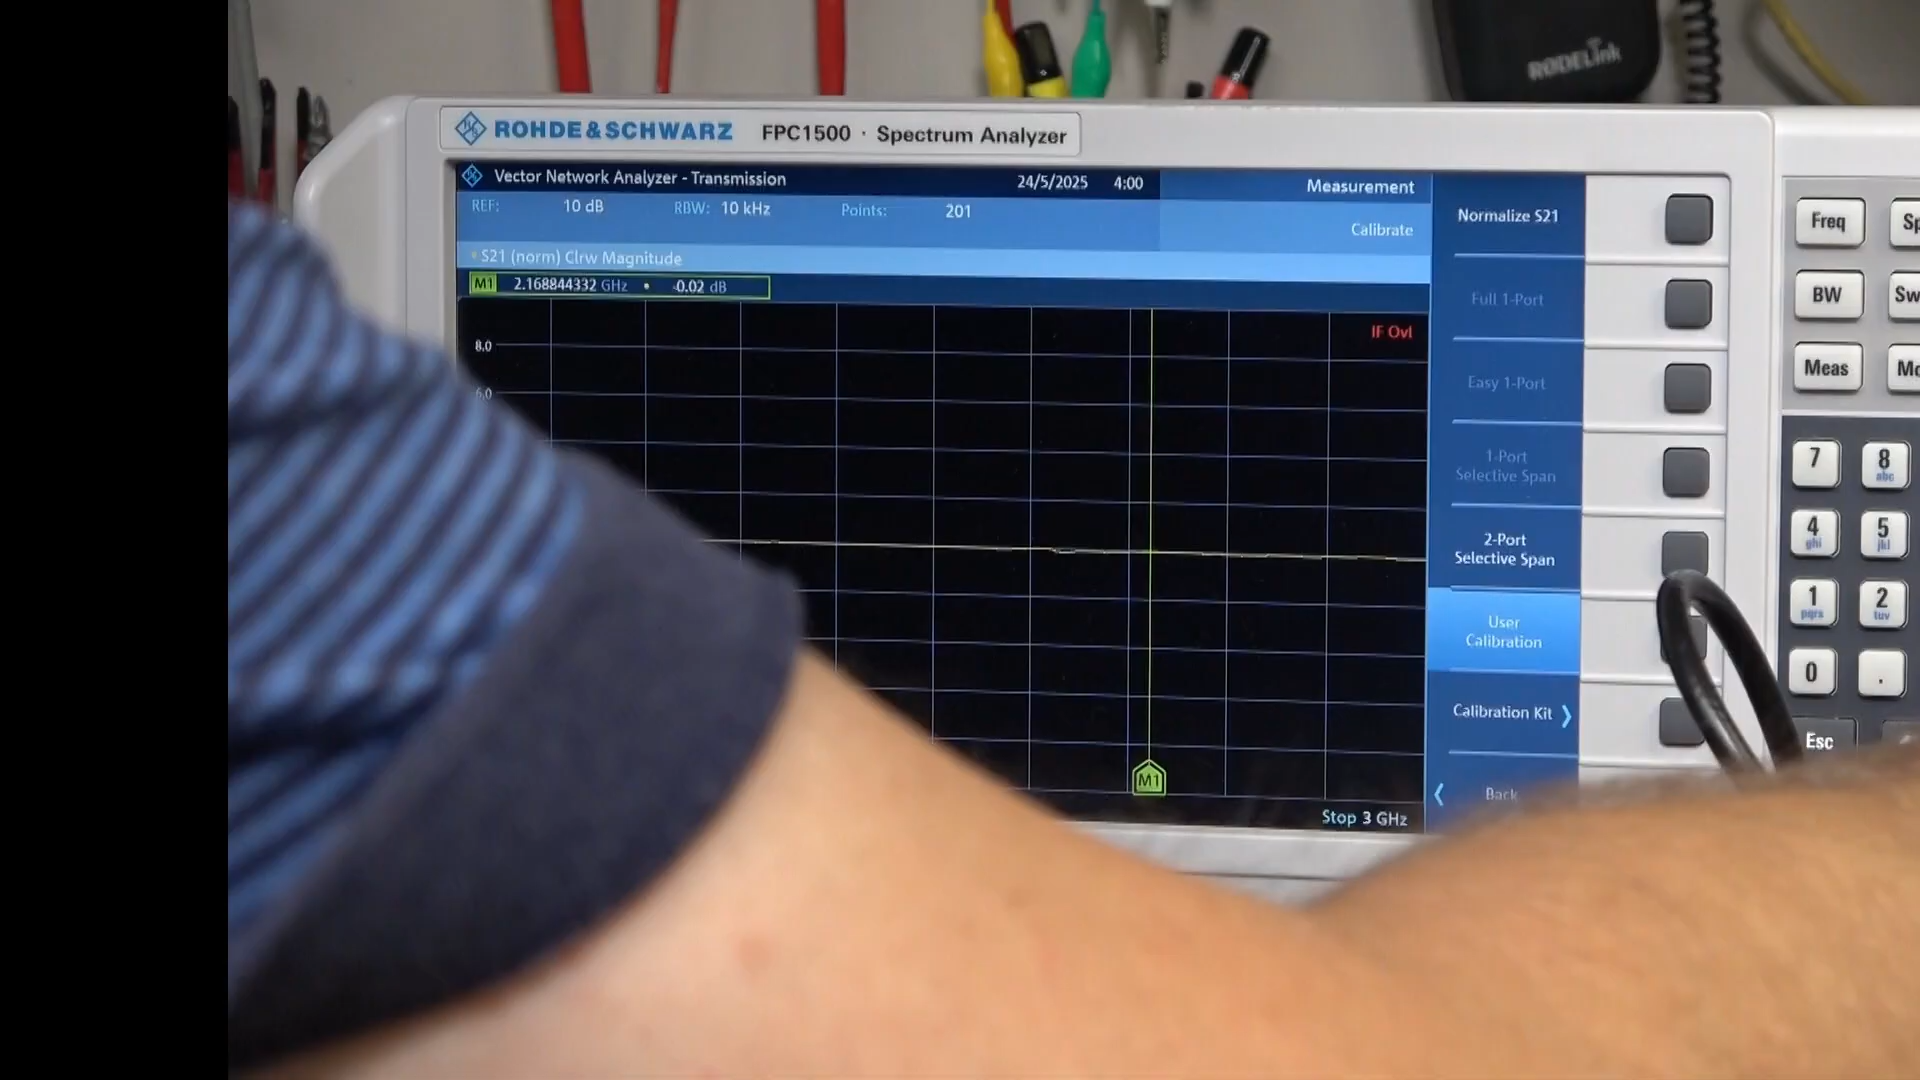 RODELink
ROHDE&SCHWARZ FPC1500 · Spectrum Analyzer
Vector Network Analyzer - Transmission 24/5/2025 4:00 Measurement
REF: 10 dB RBW: 10 kHz Points: 201
Calibrate
S21 (norm) Clrw Magnitude
M1 2.168844332 GHz -0.02 dB
IF Ovl
8.0
6.0
M1
Stop 3 GHz
Normalize S21
Full 1-Port
Easy 1-Port
1-Port
Selective Span
2-Port
Selective Span
User
Calibration
Calibration Kit
Back
Freq
BW
Meas
7 8
abc
4 5
ghi jkl
1 2
pqrs tuv
0 .
Esc